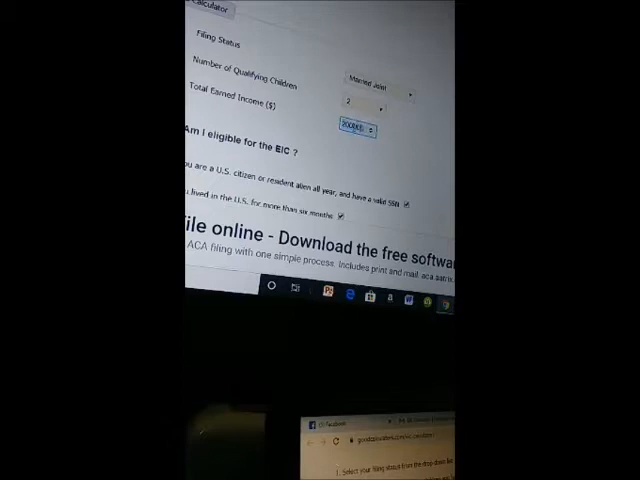 Calculator
Filing Status
Married Joint
Number of Qualifying Children
2
Total Earned Income ($)
Am I eligible for the EIC ?
ou are a U.S. citizen or resident alien all year, and have a valid SSN
u lived in the U.S. for more than six months
ile online - Download the free softwa
ACA filing with one simple process. Includes print and mail.
Facebook
1. Select your filing status from the drop down list